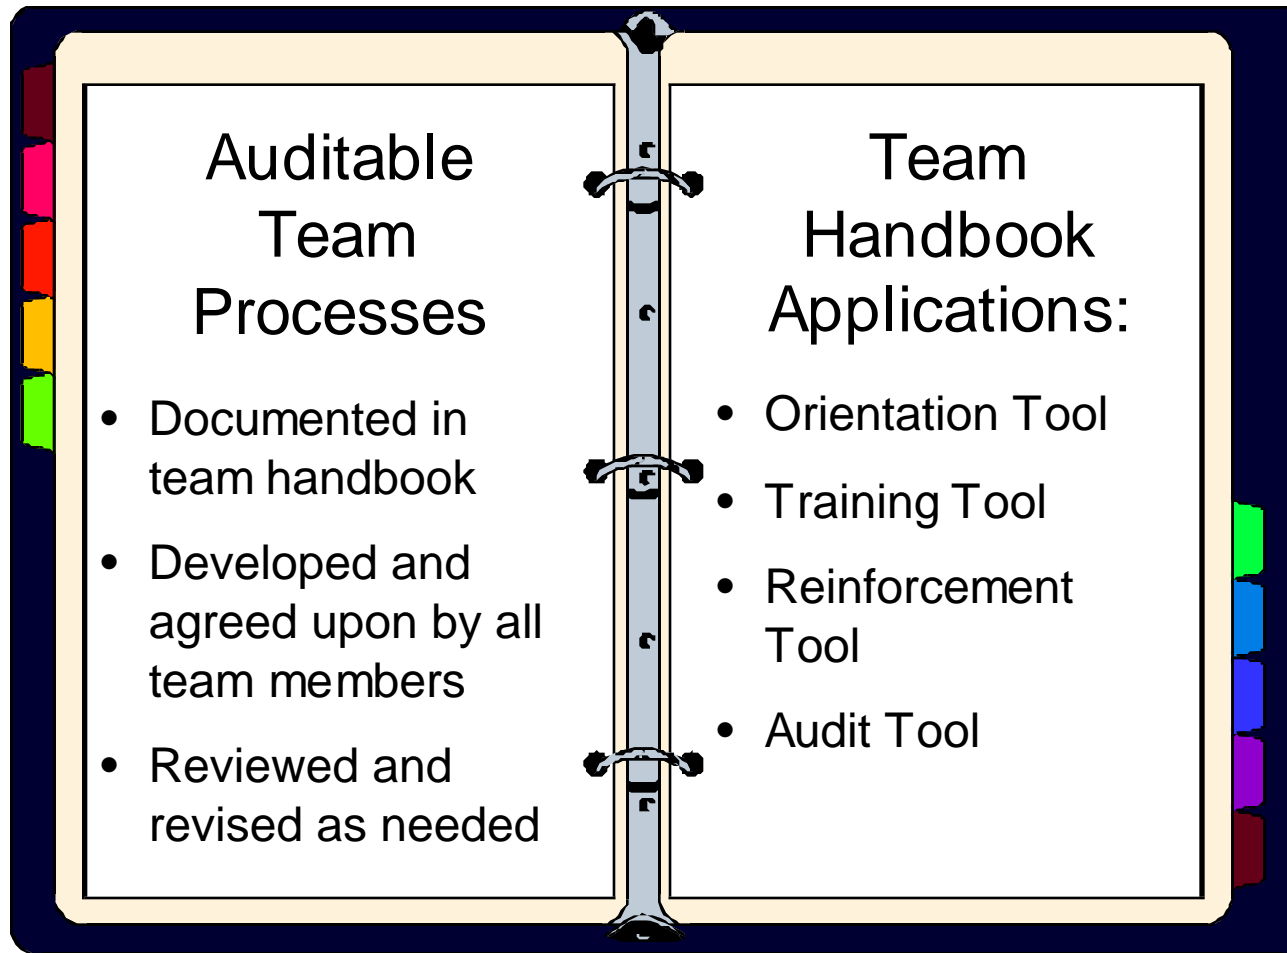 Auditable
Team
Processes
• Documented in
team handbook
• Developed and
agreed upon by all
team members
• Reviewed and
revised as needed
Team
Handbook
Applications:
• Orientation Tool
• Training Tool
• Reinforcement
Tool
• Audit Tool